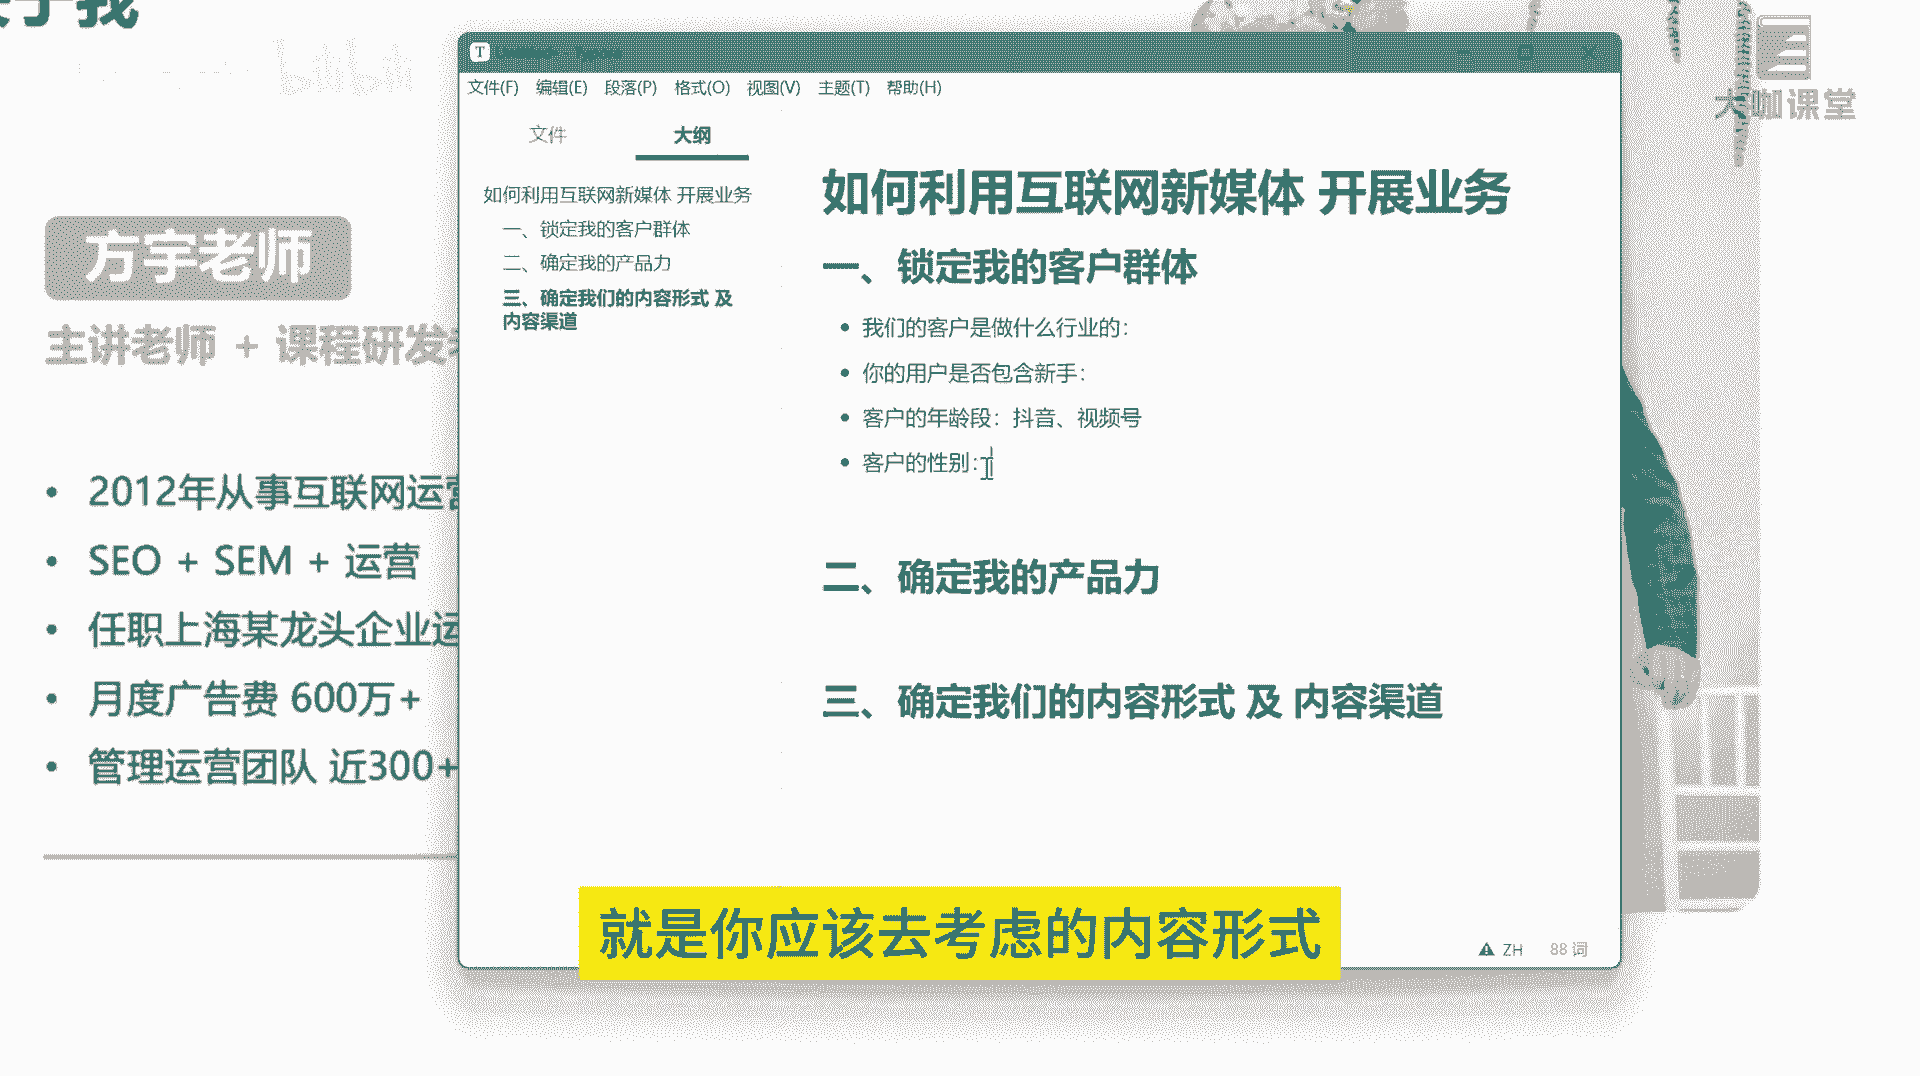 于我
bilibili
大咖课堂
方宇老师
主讲老师 + 课程研发
• 2012年从事互联网运营
• SEO + SEM + 运营
• 任职上海某龙头企业运
• 月度广告费 600万+
• 管理运营团队 近300+
T
文件(F) 编辑(E) 段落(P) 格式(O) 视图(V) 主题(T) 帮助(H)
文件 大纲
如何利用互联网新媒体 开展业务
一、锁定我的客户群体
二、确定我的产品力
三、确定我们的内容形式 及
内容渠道
如何利用互联网新媒体 开展业务
一、锁定我的客户群体
• 我们的客户是做什么行业的：
• 你的用户是否包含新手：
• 客户的年龄段：抖音、视频号
• 客户的性别：
二、确定我的产品力
三、确定我们的内容形式 及 内容渠道
就是你应该去考虑的内容形式
ZH 88 词